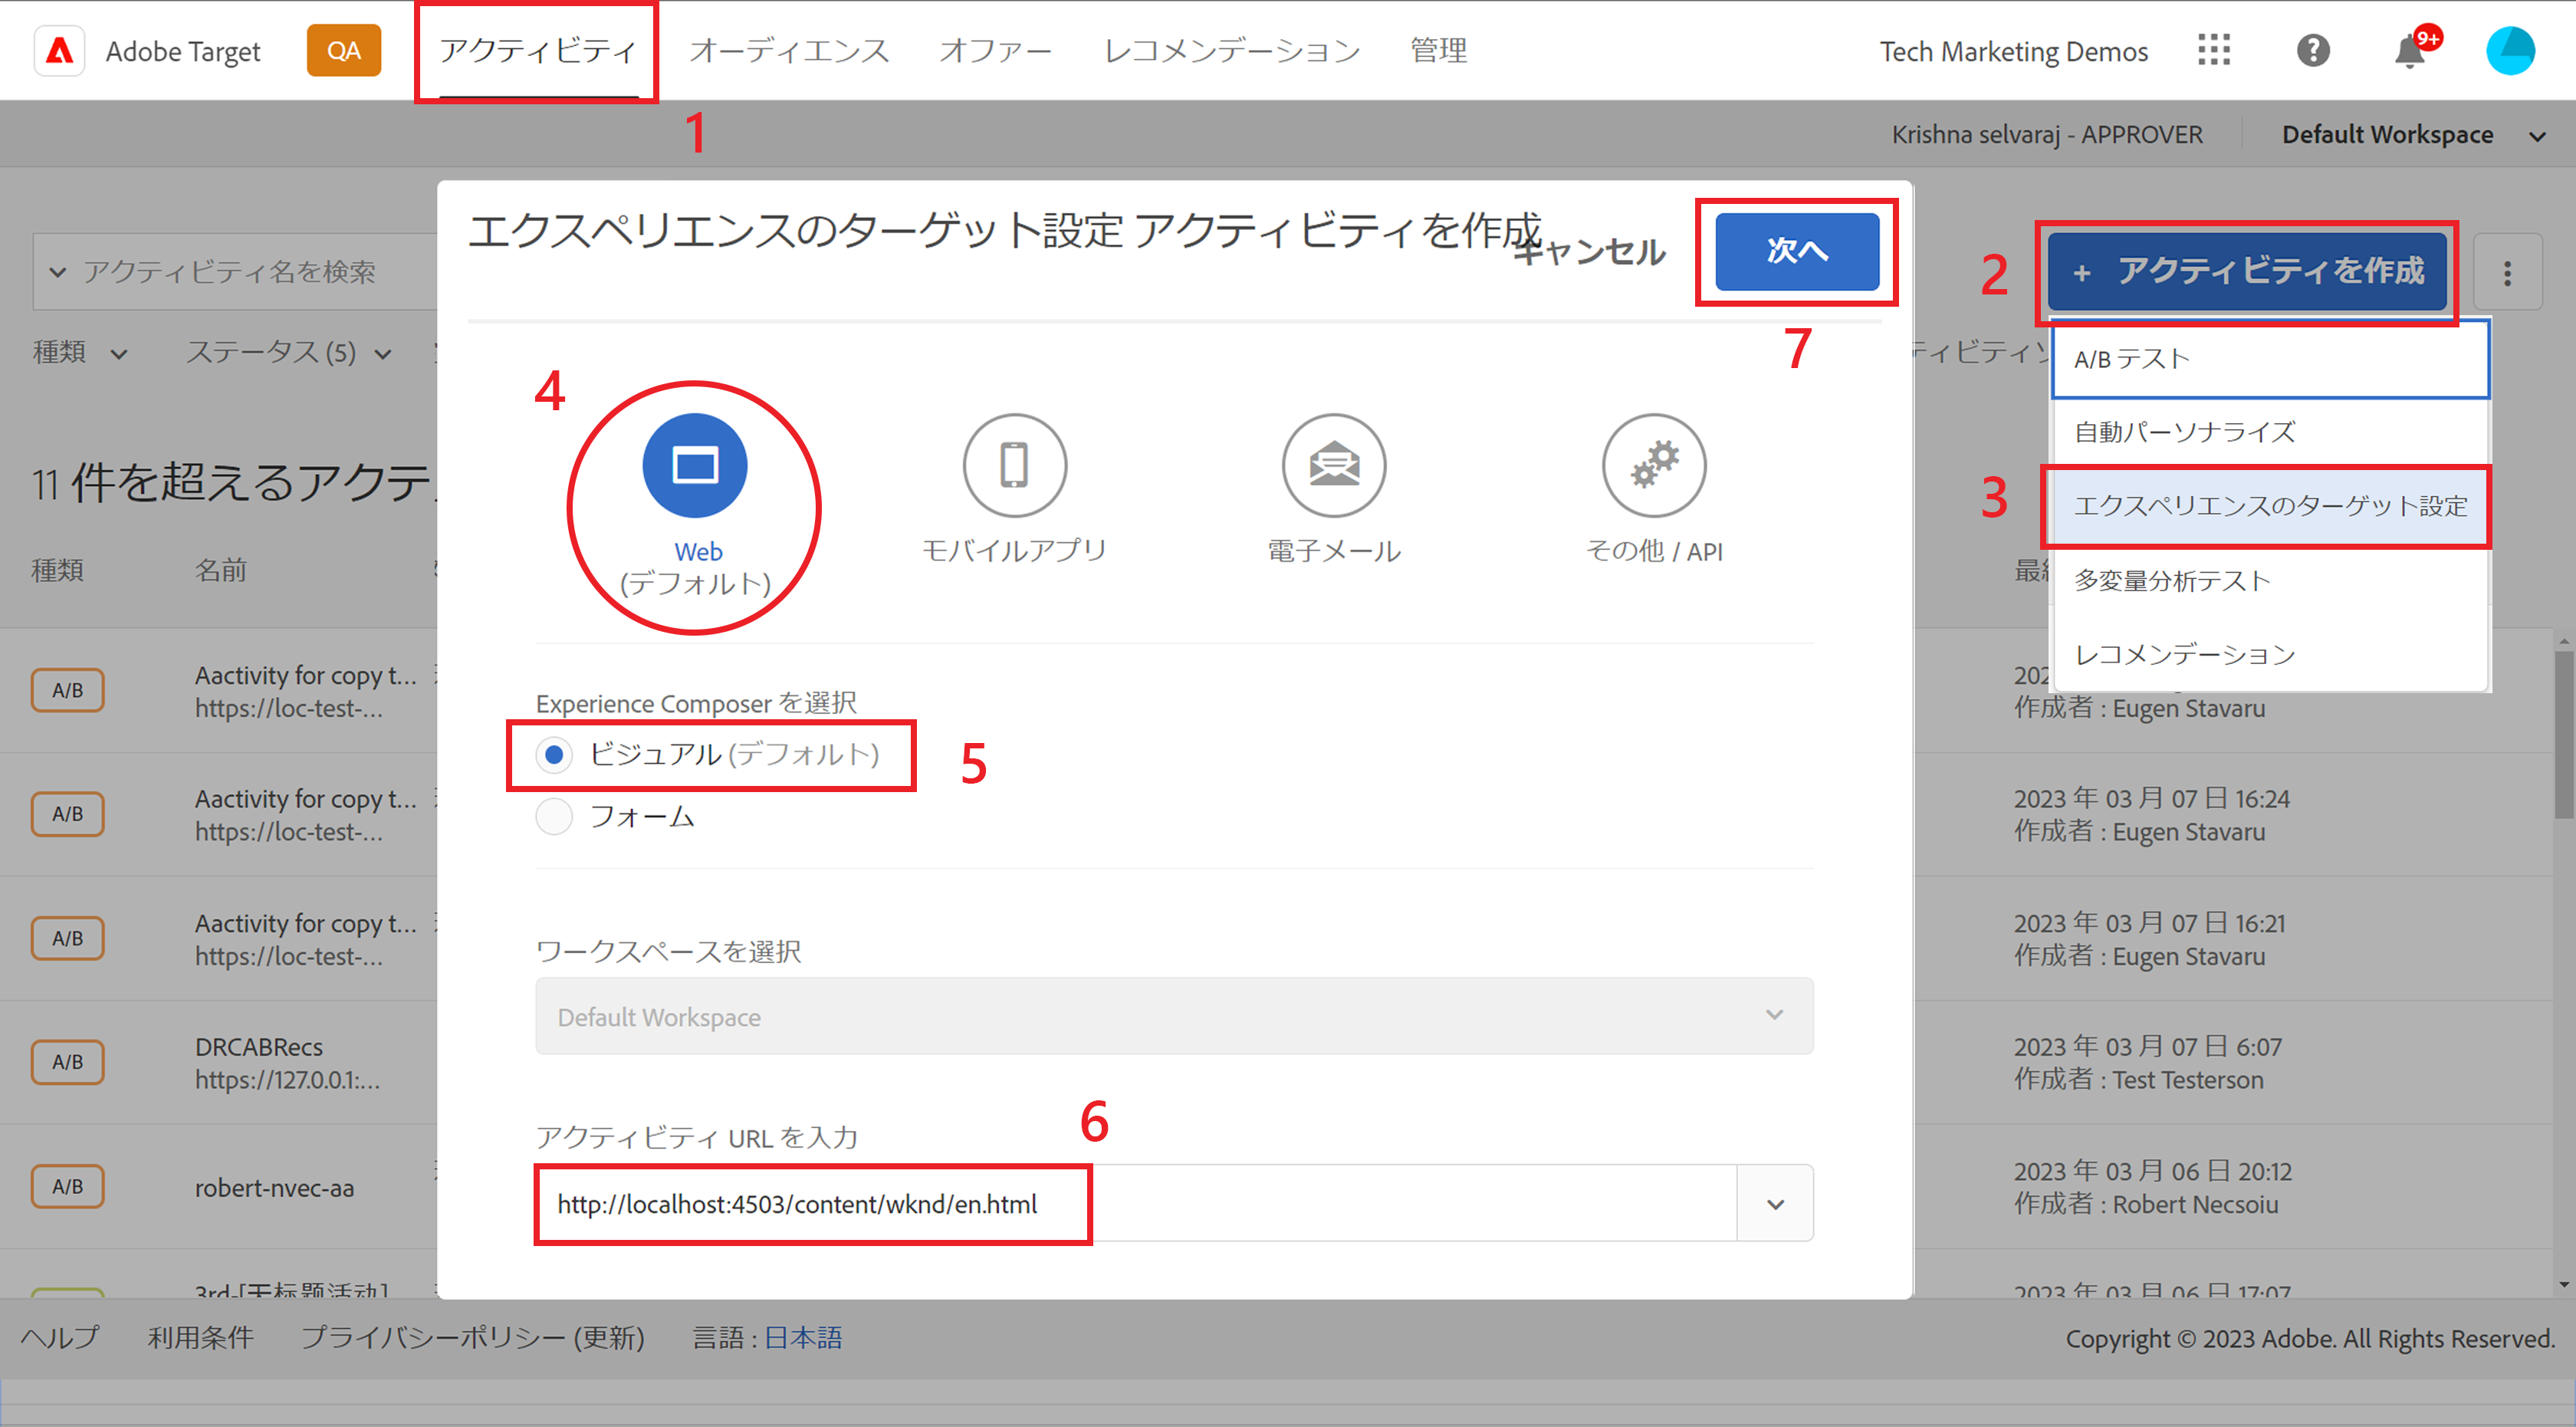 Adobe Target
QA
アクティビティ
オーディエンス
オファー
レコメンデーション
管理
Tech Marketing Demos
9+
1
Krishna selvaraj - APPROVER
Default Workspace
エクスペリエンスのターゲット設定 アクティビティを作成
キャンセル
次へ
7
アクティビティ名を検索
2
+ アクティビティを作成
種類
ステータス (5)
ティビティソ
A/B テスト
自動パーソナライズ
3
エクスペリエンスのターゲット設定
多変量分析テスト
レコメンデーション
4
Web
(デフォルト)
モバイルアプリ
電子メール
その他 / API
11 件を超えるアクテ
種類
名前
最
Experience Composer を選択
ビジュアル (デフォルト)
5
フォーム
ワークスペースを選択
Default Workspace
アクティビティ URL を入力
6
http://localhost:4503/content/wknd/en.html
A/B
Aactivity for copy t...
https://loc-test-...
202
作成者 : Eugen Stavaru
A/B
Aactivity for copy t...
https://loc-test-...
2023 年 03 月 07 日 16:24
作成者 : Eugen Stavaru
A/B
Aactivity for copy t...
https://loc-test-...
2023 年 03 月 07 日 16:21
作成者 : Eugen Stavaru
A/B
DRCABRecs
https://127.0.0.1:...
2023 年 03 月 07 日 6:07
作成者 : Test Testerson
A/B
robert-nvec-aa
2023 年 03 月 06 日 20:12
作成者 : Robert Necsoiu
3rd-[无标题活动]
2023 年 03 月 06 日 17:07
ヘルプ
利用条件
プライバシーポリシー (更新)
言語 : 日本語
Copyright © 2023 Adobe. All Rights Reserved.